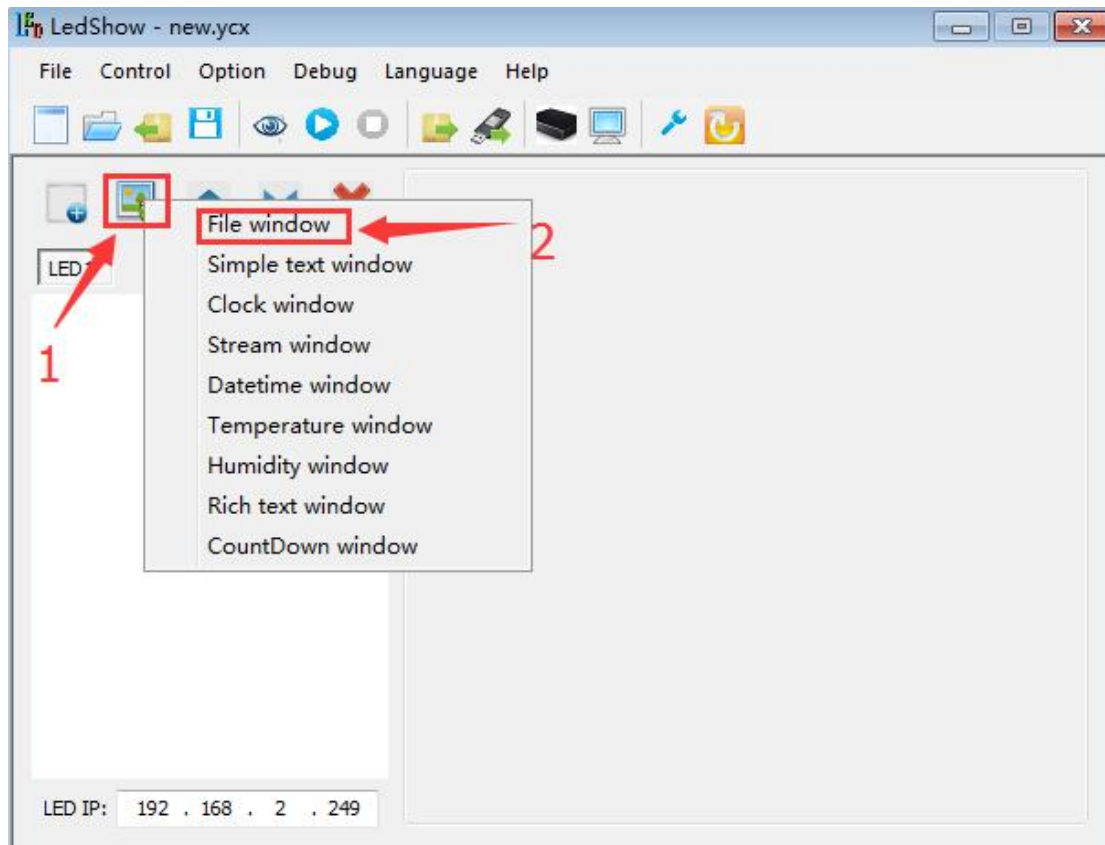 LedShow - new.ycx
File Control Option Debug Language Help
File window
2
LED
Simple text window
Clock window
1
Stream window
Datetime window
Temperature window
Humidity window
Rich text window
CountDown window
LED IP: 192 . 168 . 2 . 249